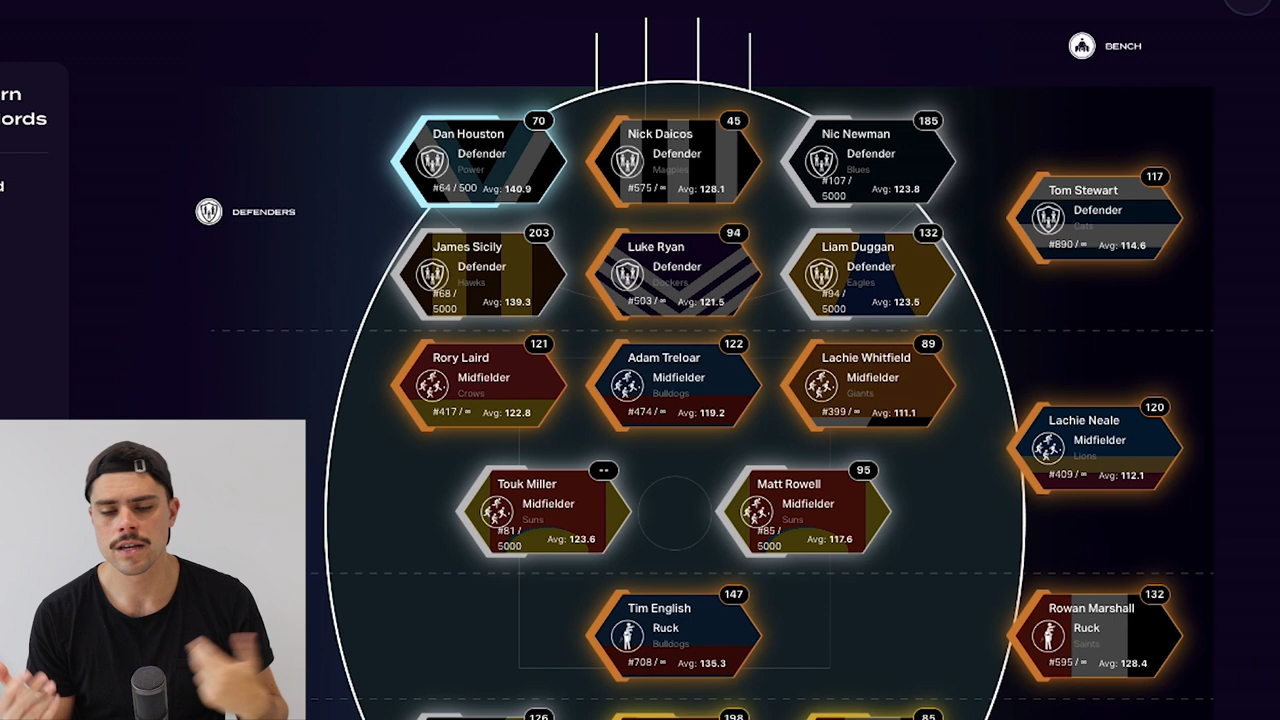 BENCH
rn
ords
d
DEFENDERS
70
Dan Houston
Defender
Power
#64 / 500 Avg: 140.9
45
Nick Daicos
Defender
Magpies
#575 / ∞ Avg: 128.1
185
Nic Newman
Defender
Blues
#107 /
5000 Avg: 123.8
117
Tom Stewart
Defender
Cats
#890 / ∞ Avg: 114.6
203
James Sicily
Defender
Hawks
#68 /
5000 Avg: 139.3
94
Luke Ryan
Defender
Dockers
#503 / ∞ Avg: 121.5
132
Liam Duggan
Defender
Eagles
#94 /
5000 Avg: 123.5
121
Rory Laird
Midfielder
Crows
#417 / ∞ Avg: 122.8
122
Adam Treloar
Midfielder
Bulldogs
#474 / ∞ Avg: 119.2
89
Lachie Whitfield
Midfielder
Giants
#399 / ∞ Avg: 111.1
120
Lachie Neale
Midfielder
Lions
#409 / ∞ Avg: 112.1
--
Touk Miller
Midfielder
Suns
#81 /
5000 Avg: 123.6
95
Matt Rowell
Midfielder
Suns
#85 /
5000 Avg: 117.6
147
Tim English
Ruck
Bulldogs
#708 / ∞ Avg: 135.3
132
Rowan Marshall
Ruck
Saints
#595 / ∞ Avg: 128.4
126
198
85